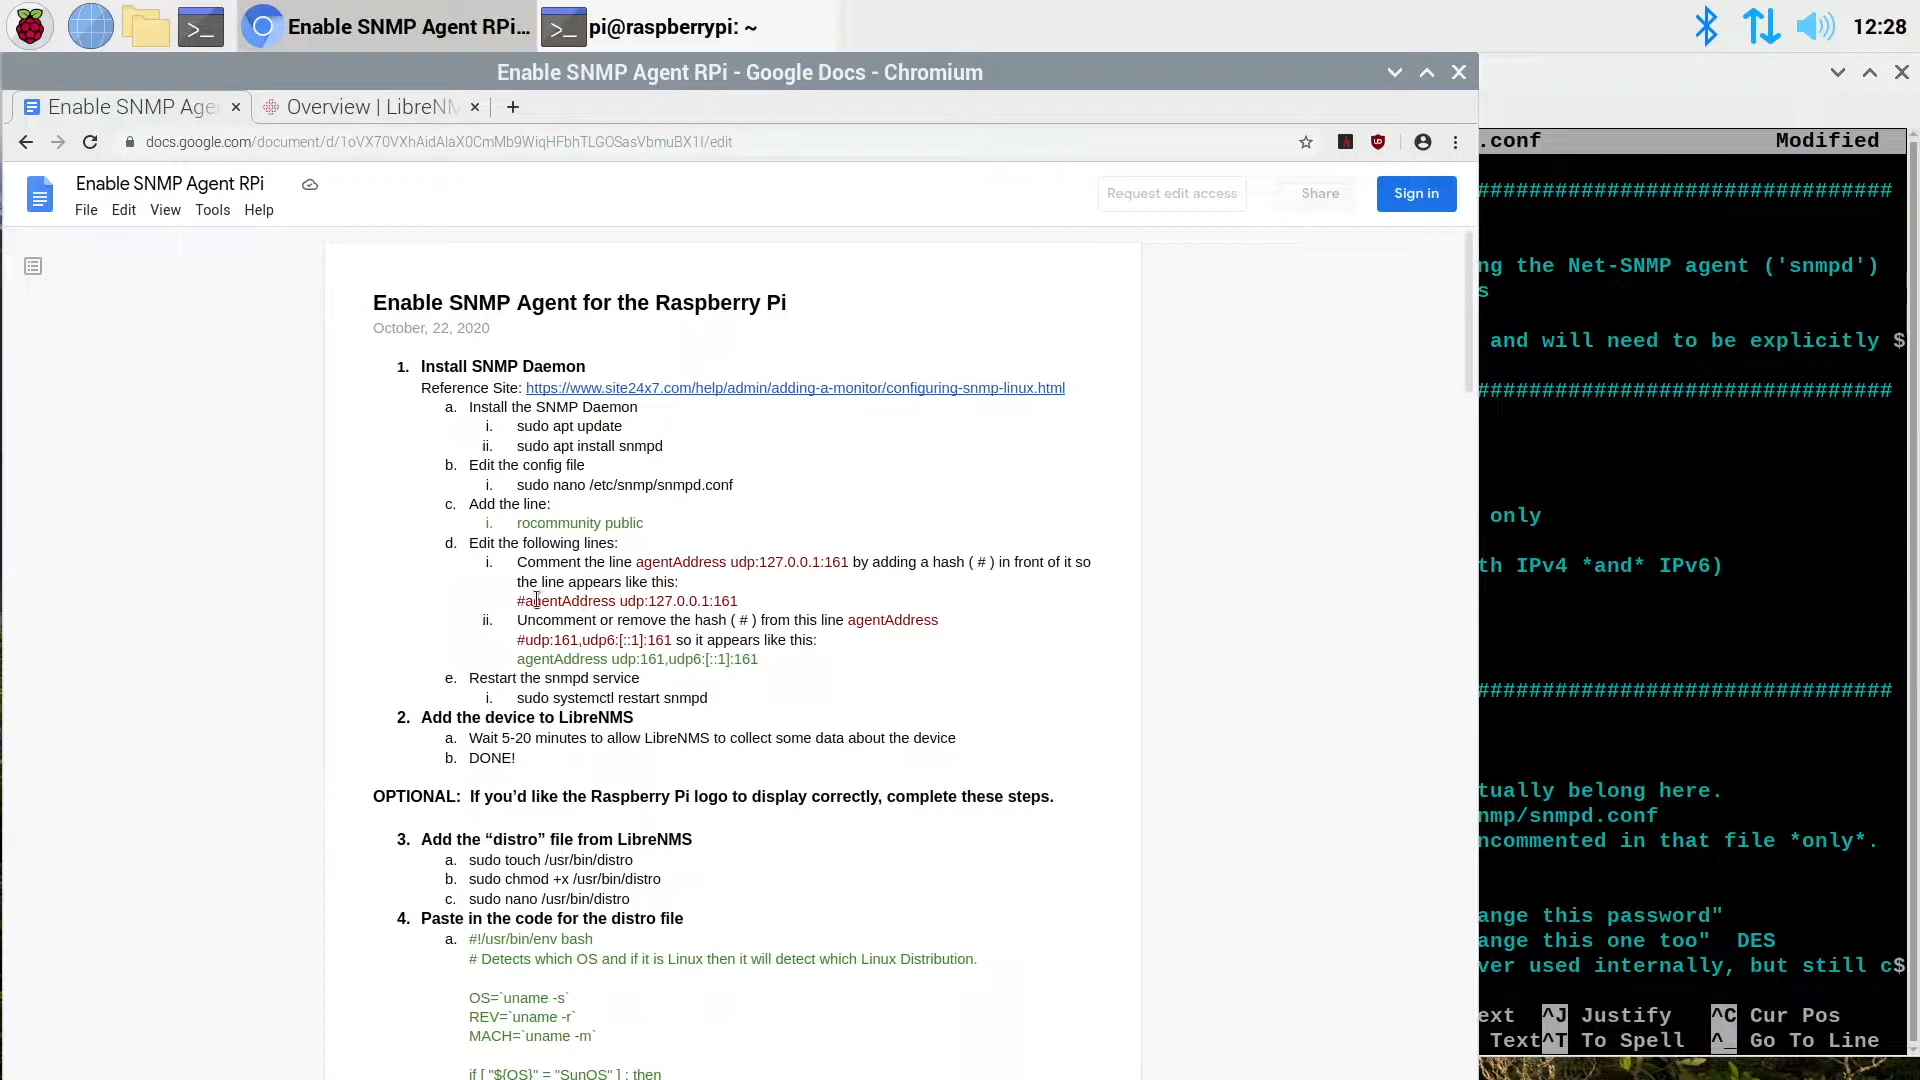 Enable SNMP Agent RPi...
pi@raspberrypi: ~
12:28
Enable SNMP Agent RPi - Google Docs - Chromium
Enable SNMP Age
Overview | LibreNM
docs.google.com/document/d/1oVX70VXhAidAlaX0CmMb9WiqHFbhTLGOSasVbmuBX1I/edit
Enable SNMP Agent RPi
File Edit View Tools Help
Request edit access
Share
Sign in
Enable SNMP Agent for the Raspberry Pi
October, 22, 2020
1. Install SNMP Daemon
Reference Site: https://www.site24x7.com/help/admin/adding-a-monitor/configuring-snmp-linux.html
a. Install the SNMP Daemon
i. sudo apt update
ii. sudo apt install snmpd
b. Edit the config file
i. sudo nano /etc/snmp/snmpd.conf
c. Add the line:
i. rocommunity public
d. Edit the following lines:
i. Comment the line agentAddress udp:127.0.0.1:161 by adding a hash ( # ) in front of it so
the line appears like this:
#agentAddress udp:127.0.0.1:161
ii. Uncomment or remove the hash ( # ) from this line agentAddress
#udp:161,udp6:[::1]:161 so it appears like this:
agentAddress udp:161,udp6:[::1]:161
e. Restart the snmpd service
i. sudo systemctl restart snmpd
2. Add the device to LibreNMS
a. Wait 5-20 minutes to allow LibreNMS to collect some data about the device
b. DONE!
OPTIONAL: If you’d like the Raspberry Pi logo to display correctly, complete these steps.
3. Add the “distro” file from LibreNMS
a. sudo touch /usr/bin/distro
b. sudo chmod +x /usr/bin/distro
c. sudo nano /usr/bin/distro
4. Paste in the code for the distro file
a. #!/usr/bin/env bash
# Detects which OS and if it is Linux then it will detect which Linux Distribution.
OS=`uname -s`
REV=`uname -r`
MACH=`uname -m`
if [ "${OS}" = "SunOS" ] ; then
.conf Modified
################################
ng the Net-SNMP agent ('snmpd')
s
and will need to be explicitly $
################################
only
th IPv4 *and* IPv6)
################################
tually belong here.
nmp/snmpd.conf
ncommented in that file *only*.
ange this password"
ange this one too" DES
ver used internally, but still c$
ext ^J Justify ^C Cur Pos
Text ^T To Spell ^_ Go To Line